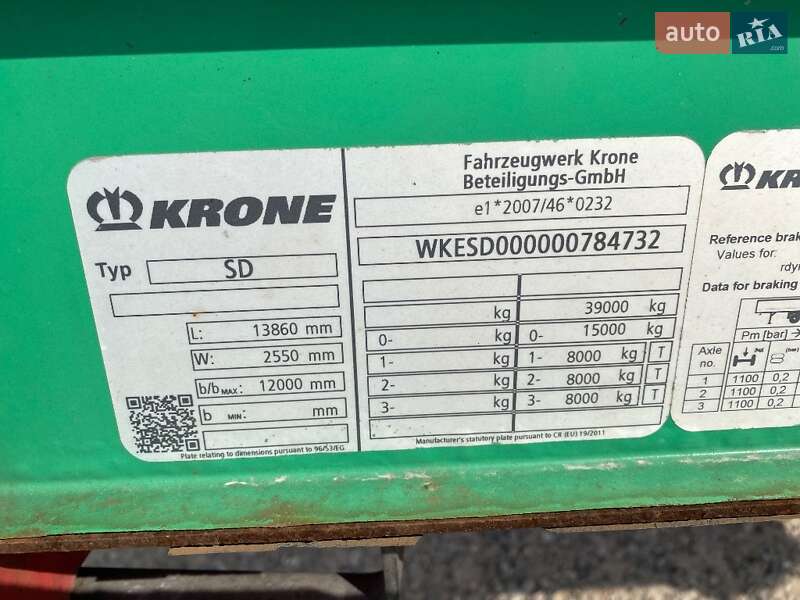 auto RIA.com
KRONE
Typ SD
L: 13860 mm
W: 2550 mm
b/b MAX: 12000 mm
b MIN: mm
Plate relating to dimensions pursuant to 96/53/EG
Fahrzeugwerk Krone
Beteiligungs-GmbH
e1*2007/46*0232
WKESD000000784732
kg 39000 kg
0- 0- 15000 kg
1- kg 1- 8000 kg T
2- kg 2- 8000 kg T
3- kg 3- 8000 kg T
Manufacturer's statutory plate pursuant to CR (EU) 19/2011
KR
Reference brak
Values for:
rdy
Data for braking
Pm [bar]
Axle
no.
1 1100 0,2
2 1100 0,2
3 1100 0,2